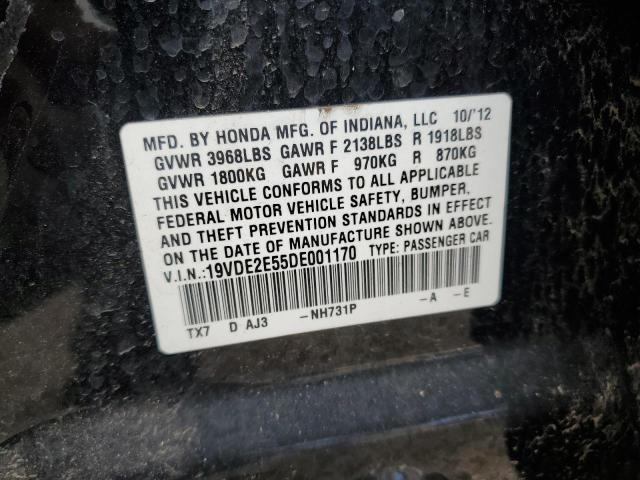 MFD. BY HONDA MFG. OF INDIANA, LLC 10/'12
GVWR 3968LBS GAWR F 2138LBS R 1918LBS
GVWR 1800KG GAWR F 970KG R 870KG
THIS VEHICLE CONFORMS TO ALL APPLICABLE
FEDERAL MOTOR VEHICLE SAFETY, BUMPER,
AND THEFT PREVENTION STANDARDS IN EFFECT
ON THE DATE OF MANUFACTURE SHOWN ABOVE.
V.I.N.:19VDE2E55DE001170 TYPE: PASSENGER CAR
TX7 D AJ3 -NH731P -A -E